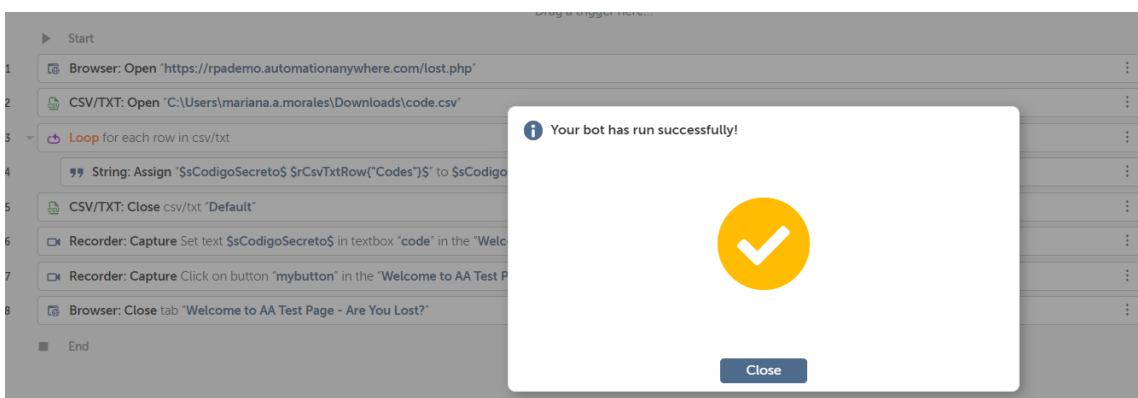 Drag a trigger here...
Start
1 Browser: Open "https://rpademo.automationanywhere.com/lost.php"
2 CSV/TXT: Open "C:\Users\mariana.a.morales\Downloads\code.csv"
3 Loop for each row in csv/txt
4 String: Assign "$sCodigoSecreto$ $rCsvTxtRow{"Codes"}$" to $sCodigo
5 CSV/TXT: Close csv/txt "Default"
6 Recorder: Capture Set text $sCodigoSecreto$ in textbox "code" in the "Welc
7 Recorder: Capture Click on button "mybutton" in the "Welcome to AA Test P
8 Browser: Close tab "Welcome to AA Test Page - Are You Lost?"
End
Your bot has run successfully!
Close